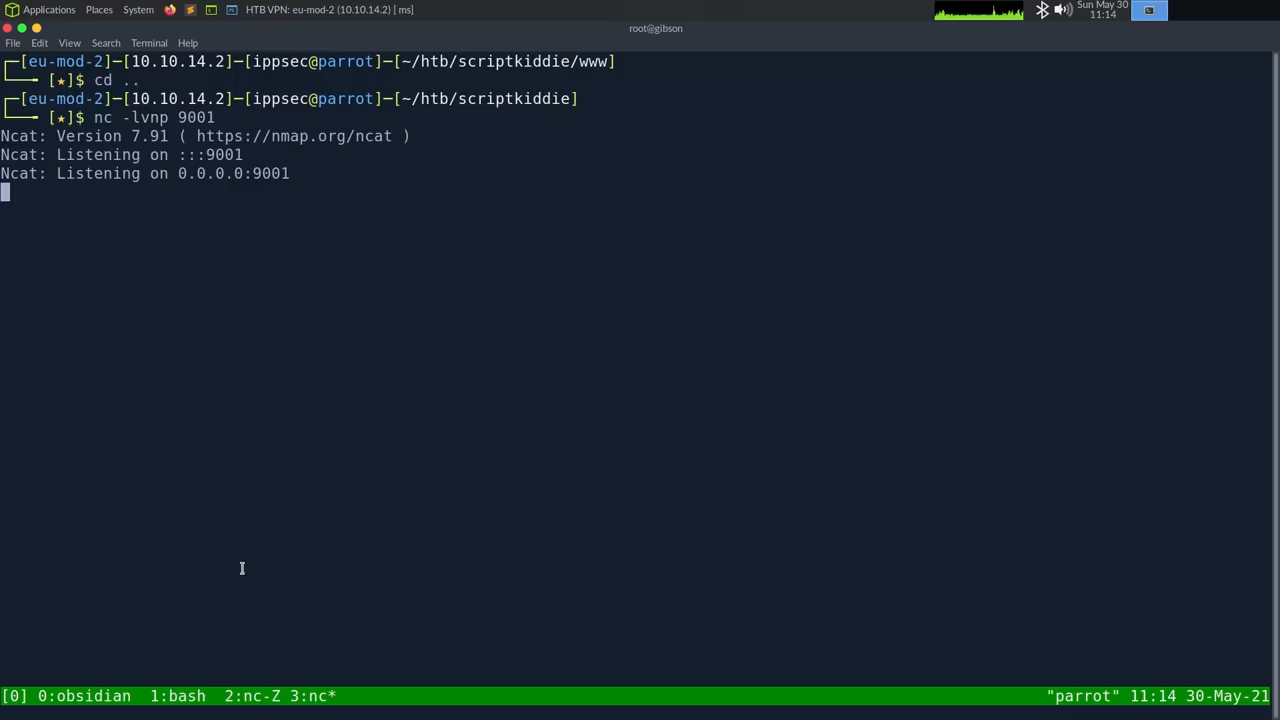 Applications Places System HTB VPN: eu-mod-2 (10.10.14.2) [ ms] Sun May 30
11:14
root@gibson
File Edit View Search Terminal Help
┌─[eu-mod-2]─[10.10.14.2]─[ippsec@parrot]─[~/htb/scriptkiddie/www]
└──╼ [★]$ cd ..
┌─[eu-mod-2]─[10.10.14.2]─[ippsec@parrot]─[~/htb/scriptkiddie]
└──╼ [★]$ nc -lvnp 9001
Ncat: Version 7.91 ( https://nmap.org/ncat )
Ncat: Listening on :::9001
Ncat: Listening on 0.0.0.0:9001
[0] 0:obsidian 1:bash 2:nc-Z 3:nc* "parrot" 11:14 30-May-21